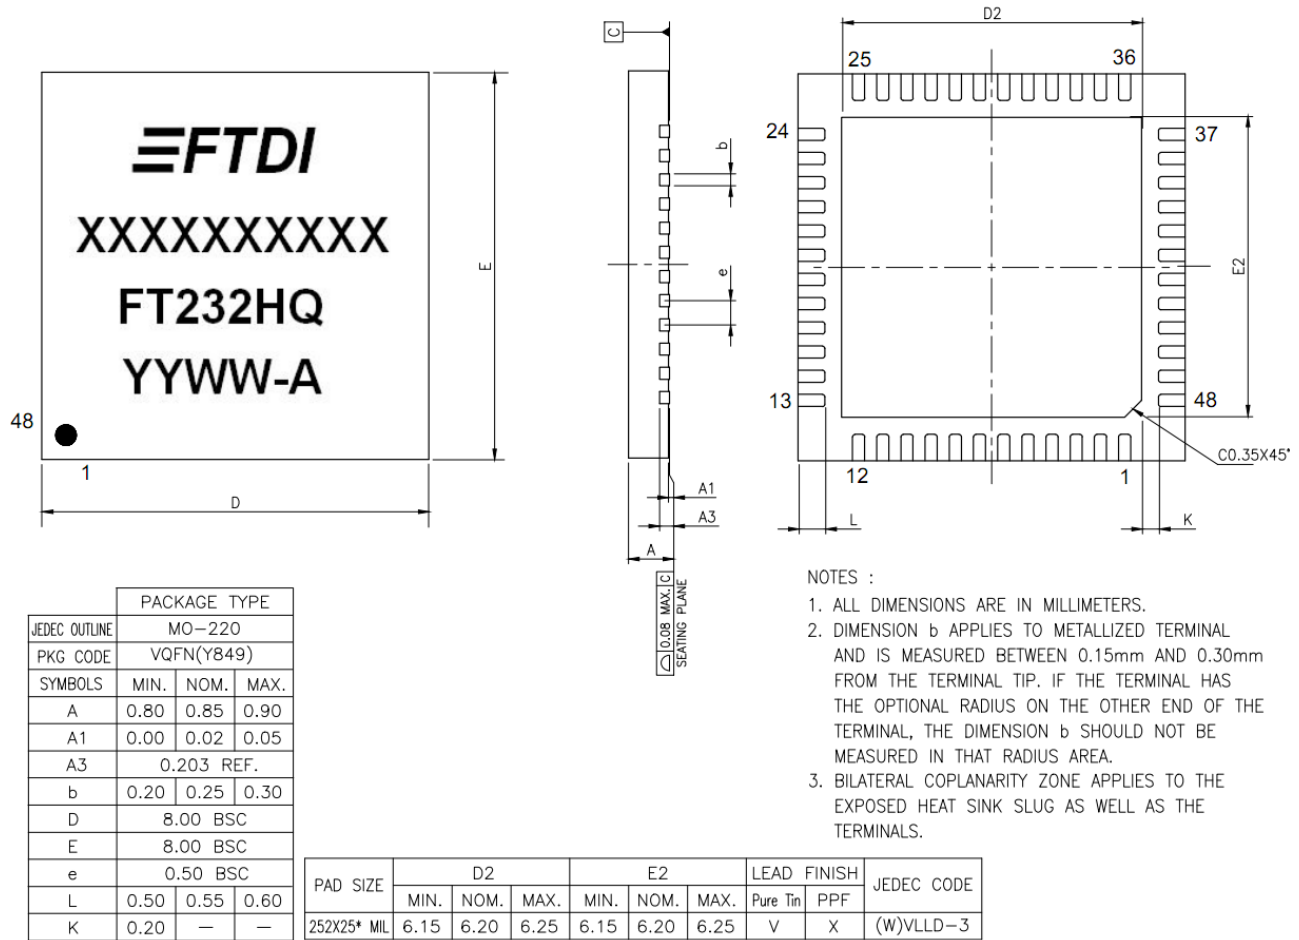 FTDI
XXXXXXXXXX
FT232HQ
YYWW-A
48
1
D
E
C
b
e
A1
A3
A
0.08 MAX. C
SEATING PLANE
D2
25
36
24
37
E2
13
48
C0.35X45°
12
1
L
K
PACKAGE TYPE
JEDEC OUTLINE MO-220
PKG CODE VQFN(Y849)
SYMBOLS MIN. NOM. MAX.
A 0.80 0.85 0.90
A1 0.00 0.02 0.05
A3 0.203 REF.
b 0.20 0.25 0.30
D 8.00 BSC
E 8.00 BSC
e 0.50 BSC
L 0.50 0.55 0.60
K 0.20 — —
NOTES :
1. ALL DIMENSIONS ARE IN MILLIMETERS.
2. DIMENSION b APPLIES TO METALLIZED TERMINAL
AND IS MEASURED BETWEEN 0.15mm AND 0.30mm
FROM THE TERMINAL TIP. IF THE TERMINAL HAS
THE OPTIONAL RADIUS ON THE OTHER END OF THE
TERMINAL, THE DIMENSION b SHOULD NOT BE
MEASURED IN THAT RADIUS AREA.
3. BILATERAL COPLANARITY ZONE APPLIES TO THE
EXPOSED HEAT SINK SLUG AS WELL AS THE
TERMINALS.
PAD SIZE D2 E2 LEAD FINISH JEDEC CODE
MIN. NOM. MAX. MIN. NOM. MAX. Pure Tin PPF
252X25* MIL 6.15 6.20 6.25 6.15 6.20 6.25 V X (W)VLLD-3